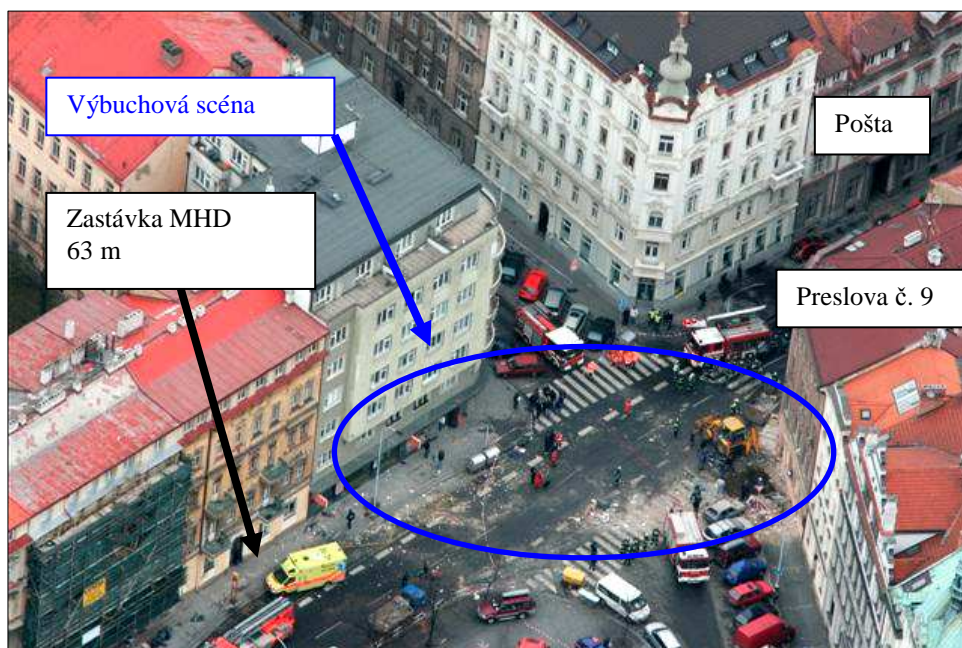 Výbuchová scéna
Pošta
Zastávka MHD
63 m
Preslova č. 9